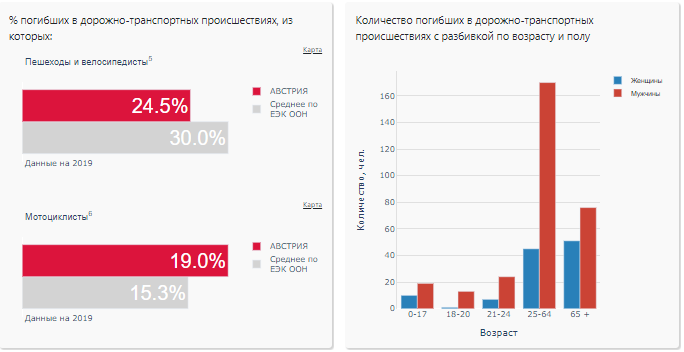 % погибших в дорожно-транспортных происшествиях, из
которых:
Карта
Пешеходы и велосипедисты5
24.5%
30.0%
АВСТРИЯ
Среднее по
ЕЭК ООН
Данные на 2019
Карта
Мотоциклисты6
19.0%
15.3%
АВСТРИЯ
Среднее по
ЕЭК ООН
Данные на 2019
Количество погибших в дорожно-транспортных
происшествиях с разбивкой по возрасту и полу
Женщины
Мужчины
Количество, чел.
160
140
120
100
80
60
40
20
0
0-17 18-20 21-24 25-64 65 +
Возраст